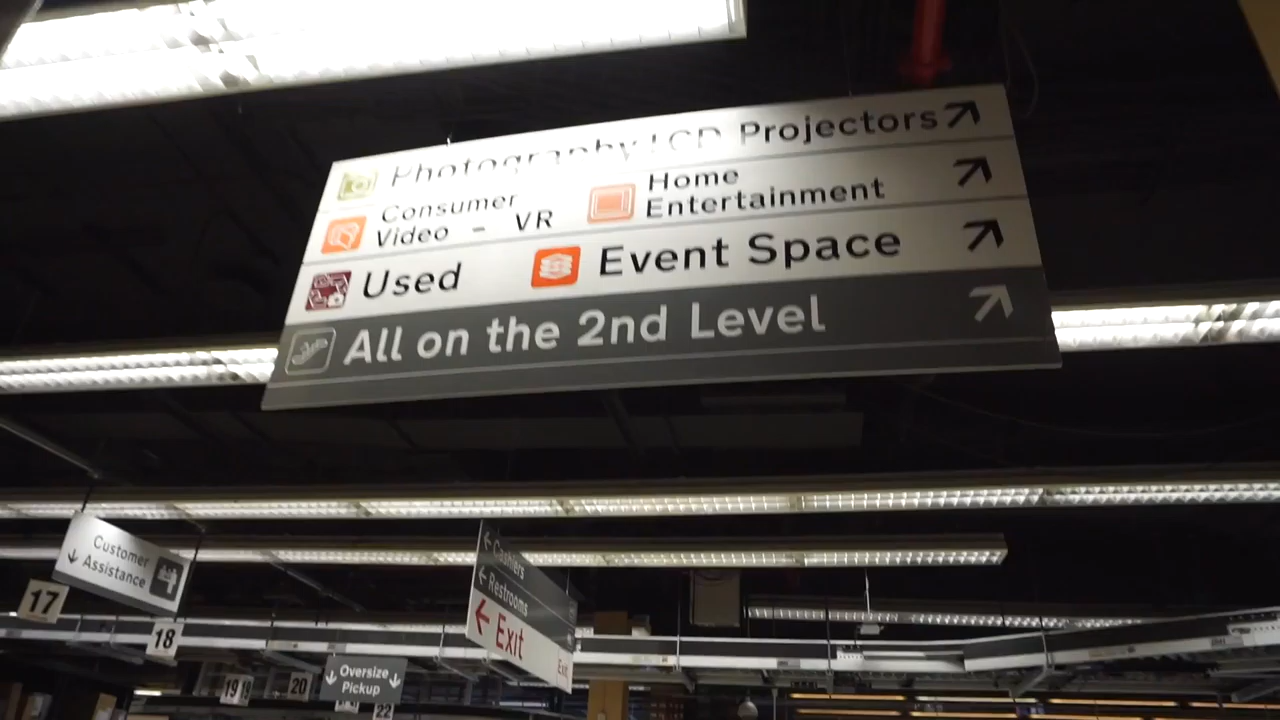 Photography LCD Projectors
Consumer
Video - VR
Home
Entertainment
Used
Event Space
All on the 2nd Level
Customer
Assistance
17
18
19
20
Oversize
Pickup
22
Cashiers
Restrooms
Exit
Exit